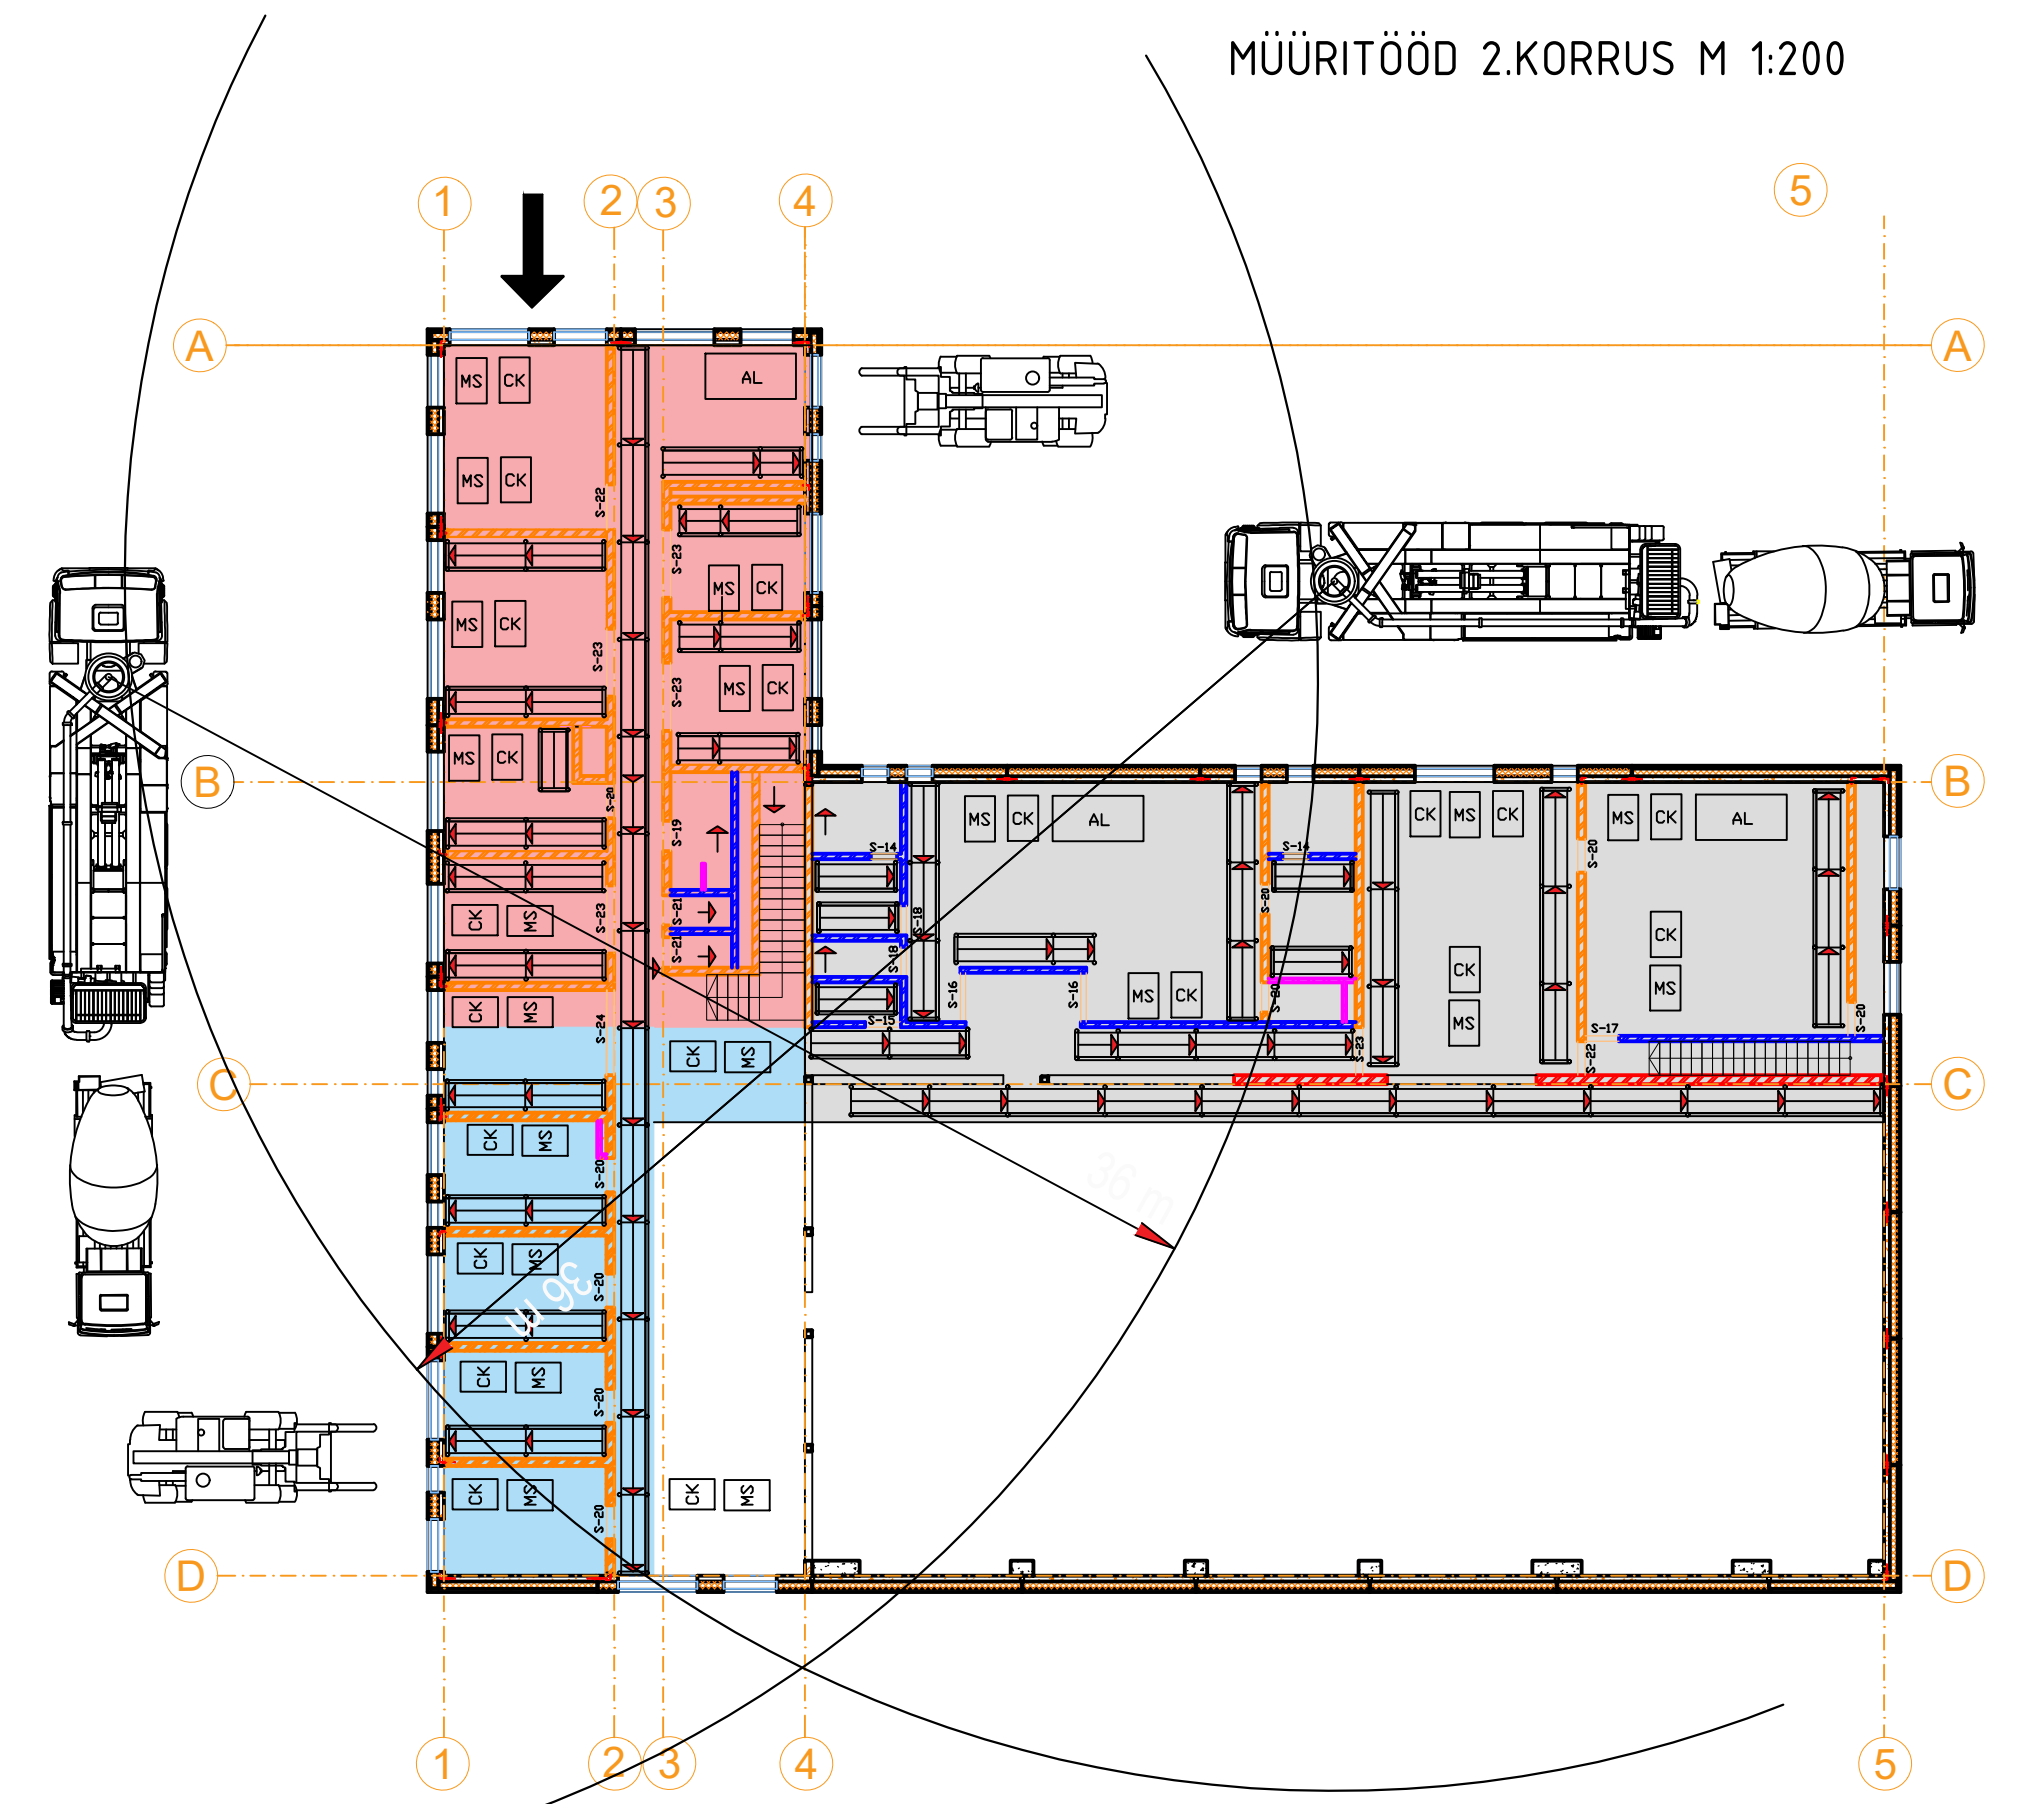 MÜÜRITÖÖD 2.KORRUS M 1:200
1 2 3 4 5
A A
MS CK AL
MS CK
S-22
S-23
MS CK
MS CK
S-23
S-23
MS CK
MS CK
B B
S-20
S-19
MS CK AL
CK MS CK
MS CK AL
S-14
S-14
S-20
S-20
CK MS
S-23
S-21
S-21
S-18
S-18
CK
MS
CK
MS
CK MS
S-24
S-16
S-16
MS CK
S-20
S-15
S-23
S-17
S-22
S-20
CK MS
C C
CK MS
S-20
36 m
CK MS
S-20
36 m
CK MS
S-20
CK MS
S-20
CK MS
D D
1 2 3 4 5